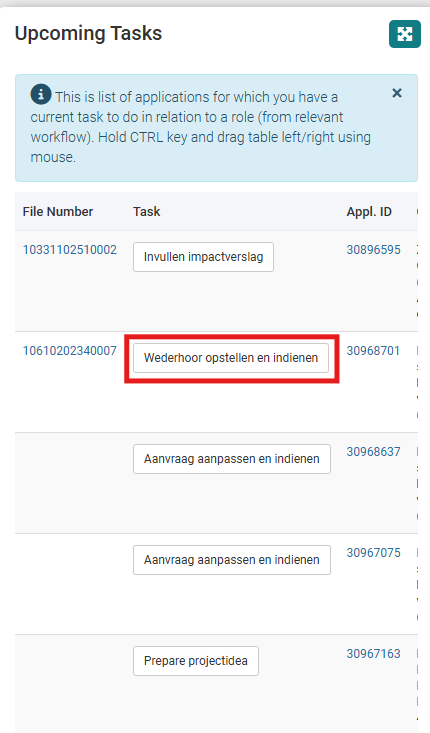 Upcoming Tasks
This is list of applications for which you have a
current task to do in relation to a role (from relevant
workflow). Hold CTRL key and drag table left/right using
mouse.
File Number Task Appl. ID
10331102510002 Invullen impactverslag 30896595
10610202340007 Wederhoor opstellen en indienen 30968701
Aanvraag aanpassen en indienen 30968637
Aanvraag aanpassen en indienen 30967075
Prepare projectidea 30967163